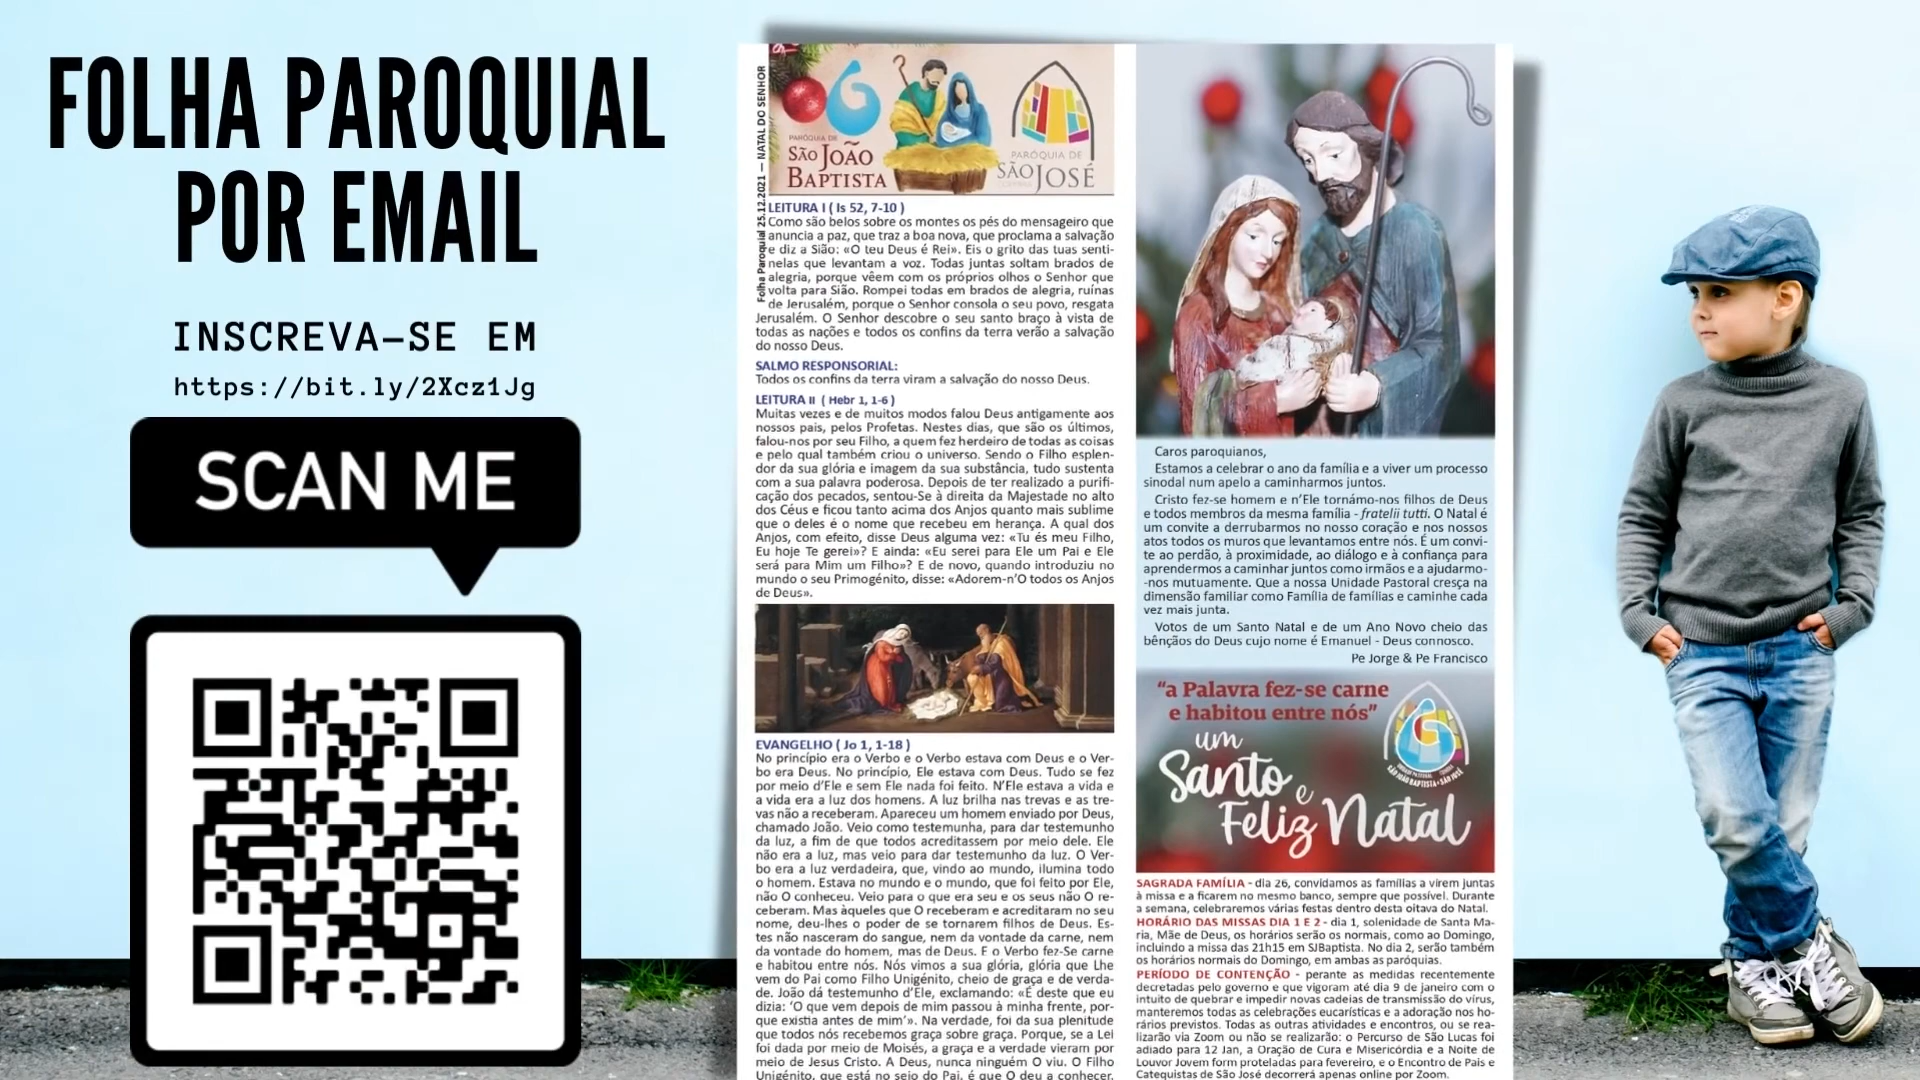 FOLHA PAROQUIAL
POR EMAIL
INSCREVA-SE EM
https://bit.ly/2Xcz1Jg
SCAN ME
Folha Paroquial 25.12.2021 — NATAL DO SENHOR
PARÓQUIA DE
SÃO JOÃO
BAPTISTA
PARÓQUIA DE
SÃO JOSÉ
LEITURA I ( Is 52, 7-10 )
Como são belos sobre os montes os pés do mensageiro que
anuncia a paz, que traz a boa nova, que proclama a salvação
e diz a Sião: «O teu Deus é Rei». Eis o grito das tuas senti-
nelas que levantam a voz. Todas juntas soltam brados de
alegria, porque vêem com os próprios olhos o Senhor que
volta para Sião. Rompei todas em brados de alegria, ruínas
de Jerusalém, porque o Senhor consola o seu povo, resgata
Jerusalém. O Senhor descobre o seu santo braço à vista de
todas as nações e todos os confins da terra verão a salvação
do nosso Deus.
SALMO RESPONSORIAL:
Todos os confins da terra viram a salvação do nosso Deus.
LEITURA II ( Hebr 1, 1-6 )
Muitas vezes e de muitos modos falou Deus antigamente aos
nossos pais, pelos Profetas. Nestes dias, que são os últimos,
falou-nos por seu Filho, a quem fez herdeiro de todas as coisas
e pelo qual também criou o universo. Sendo o Filho esplen-
dor da sua glória e imagem da sua substância, tudo sustenta
com a sua palavra poderosa. Depois de ter realizado a purifi-
cação dos pecados, sentou-Se à direita da Majestade no alto
dos Céus e ficou tanto acima dos Anjos quanto mais sublime
que o deles é o nome que recebeu em herança. A qual dos
Anjos, com efeito, disse Deus alguma vez: «Tu és meu Filho,
Eu hoje Te gerei»? E ainda: «Eu serei para Ele um Pai e Ele
será para Mim um Filho»? E de novo, quando introduziu no
mundo o seu Primogénito, disse: «Adorem-n'O todos os Anjos
de Deus».
EVANGELHO ( Jo 1, 1-18 )
No princípio era o Verbo e o Verbo estava com Deus e o Ver-
bo era Deus. No princípio, Ele estava com Deus. Tudo se fez
por meio d'Ele e sem Ele nada foi feito. N'Ele estava a vida e
a vida era a luz dos homens. A luz brilha nas trevas e as tre-
vas não a receberam. Apareceu um homem enviado por Deus,
chamado João. Veio como testemunha, para dar testemunho
da luz, a fim de que todos acreditassem por meio dele. Ele
não era a luz, mas veio para dar testemunho da luz. O Ver-
bo era a luz verdadeira, que, vindo ao mundo, ilumina todo
o homem. Estava no mundo e o mundo, que foi feito por Ele,
não O conheceu. Veio para o que era seu e os seus não O re-
ceberam. Mas àqueles que O receberam e acreditaram no seu
nome, deu-lhes o poder de se tornarem filhos de Deus. Es-
tes não nasceram do sangue, nem da vontade da carne, nem
da vontade do homem, mas de Deus. E o Verbo fez-Se carne
e habitou entre nós. Nós vimos a sua glória, glória que Lhe
vem do Pai como Filho Unigénito, cheio de graça e de verda-
de. João dá testemunho d'Ele, exclamando: «É deste que eu
dizia: 'O que vem depois de mim passou à minha frente, por-
que existia antes de mim'». Na verdade, foi da sua plenitude
que todos nós recebemos graça sobre graça. Porque, se a Lei
foi dada por meio de Moisés, a graça e a verdade vieram por
meio de Jesus Cristo. A Deus, nunca ninguém O viu. O Filho
Unigénito, que está no seio do Pai, é que O deu a conhecer.
Caros paroquianos,
Estamos a celebrar o ano da família e a viver um processo
sinodal num apelo a caminharmos juntos.
Cristo fez-se homem e n'Ele tornámo-nos filhos de Deus
e todos membros da mesma família - fratelii tutti. O Natal é
um convite a derrubarmos no nosso coração e nos nossos
atos todos os muros que levantamos entre nós. É um convi-
te ao perdão, à proximidade, ao diálogo e à confiança para
aprendermos a caminhar juntos como irmãos e a ajudarmo-
-nos mutuamente. Que a nossa Unidade Pastoral cresça na
dimensão familiar como Família de famílias e caminhe cada
vez mais junta.
Votos de um Santo Natal e de um Ano Novo cheio das
bênçãos do Deus cujo nome é Emanuel - Deus connosco.
Pe Jorge & Pe Francisco
“a Palavra fez-se carne
e habitou entre nós”
SÃO JOÃO BAPTISTA e SÃO JOSÉ
um
Santo e
Feliz Natal
SAGRADA FAMÍLIA - dia 26, convidamos as famílias a virem juntas
à missa e a ficarem no mesmo banco, sempre que possível. Durante
a semana, celebraremos várias festas dentro desta oitava do Natal.
HORÁRIO DAS MISSAS DIA 1 E 2 - dia 1, solenidade de Santa Ma-
ria, Mãe de Deus, os horários serão os normais, como ao Domingo,
incluindo a missa das 21h15 em SJBaptista. No dia 2, serão também
os horários normais do Domingo, em ambas as paróquias.
PERÍODO DE CONTENÇÃO - perante as medidas recentemente
decretadas pelo governo e que vigoram até dia 9 de janeiro com o
intuito de quebrar e impedir novas cadeias de transmissão do vírus,
manteremos todas as celebrações eucarísticas e a adoração nos ho-
rários previstos. Todas as outras atividades e encontros, ou se rea-
lizarão via Zoom ou não se realizarão: o Percurso de São Lucas foi
adiado para 12 Jan, a Oração de Cura e Misericórdia e a Noite de
Louvor Jovem form proteladas para fevereiro, e o Encontro de Pais e
Catequistas de São José decorrerá apenas online por Zoom.